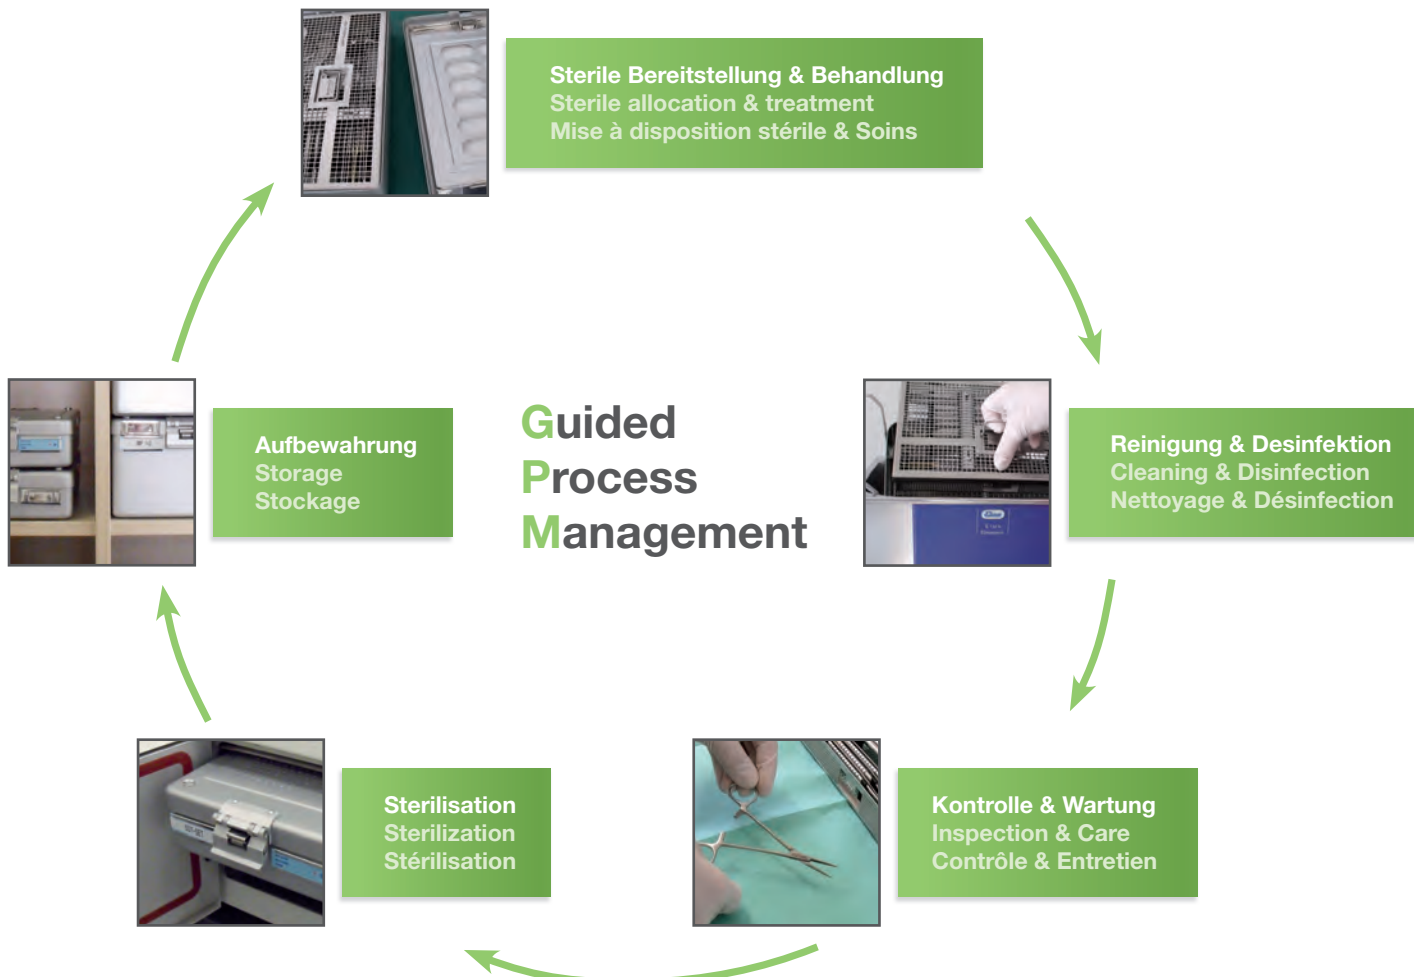 Sterile Bereitstellung & Behandlung
Sterile allocation & treatment
Mise à disposition stérile & Soins
Aufbewahrung
Storage
Stockage
Guided
Process
Management
Reinigung & Desinfektion
Cleaning & Disinfection
Nettoyage & Désinfection
Sterilisation
Sterilization
Stérilisation
Kontrolle & Wartung
Inspection & Care
Contrôle & Entretien